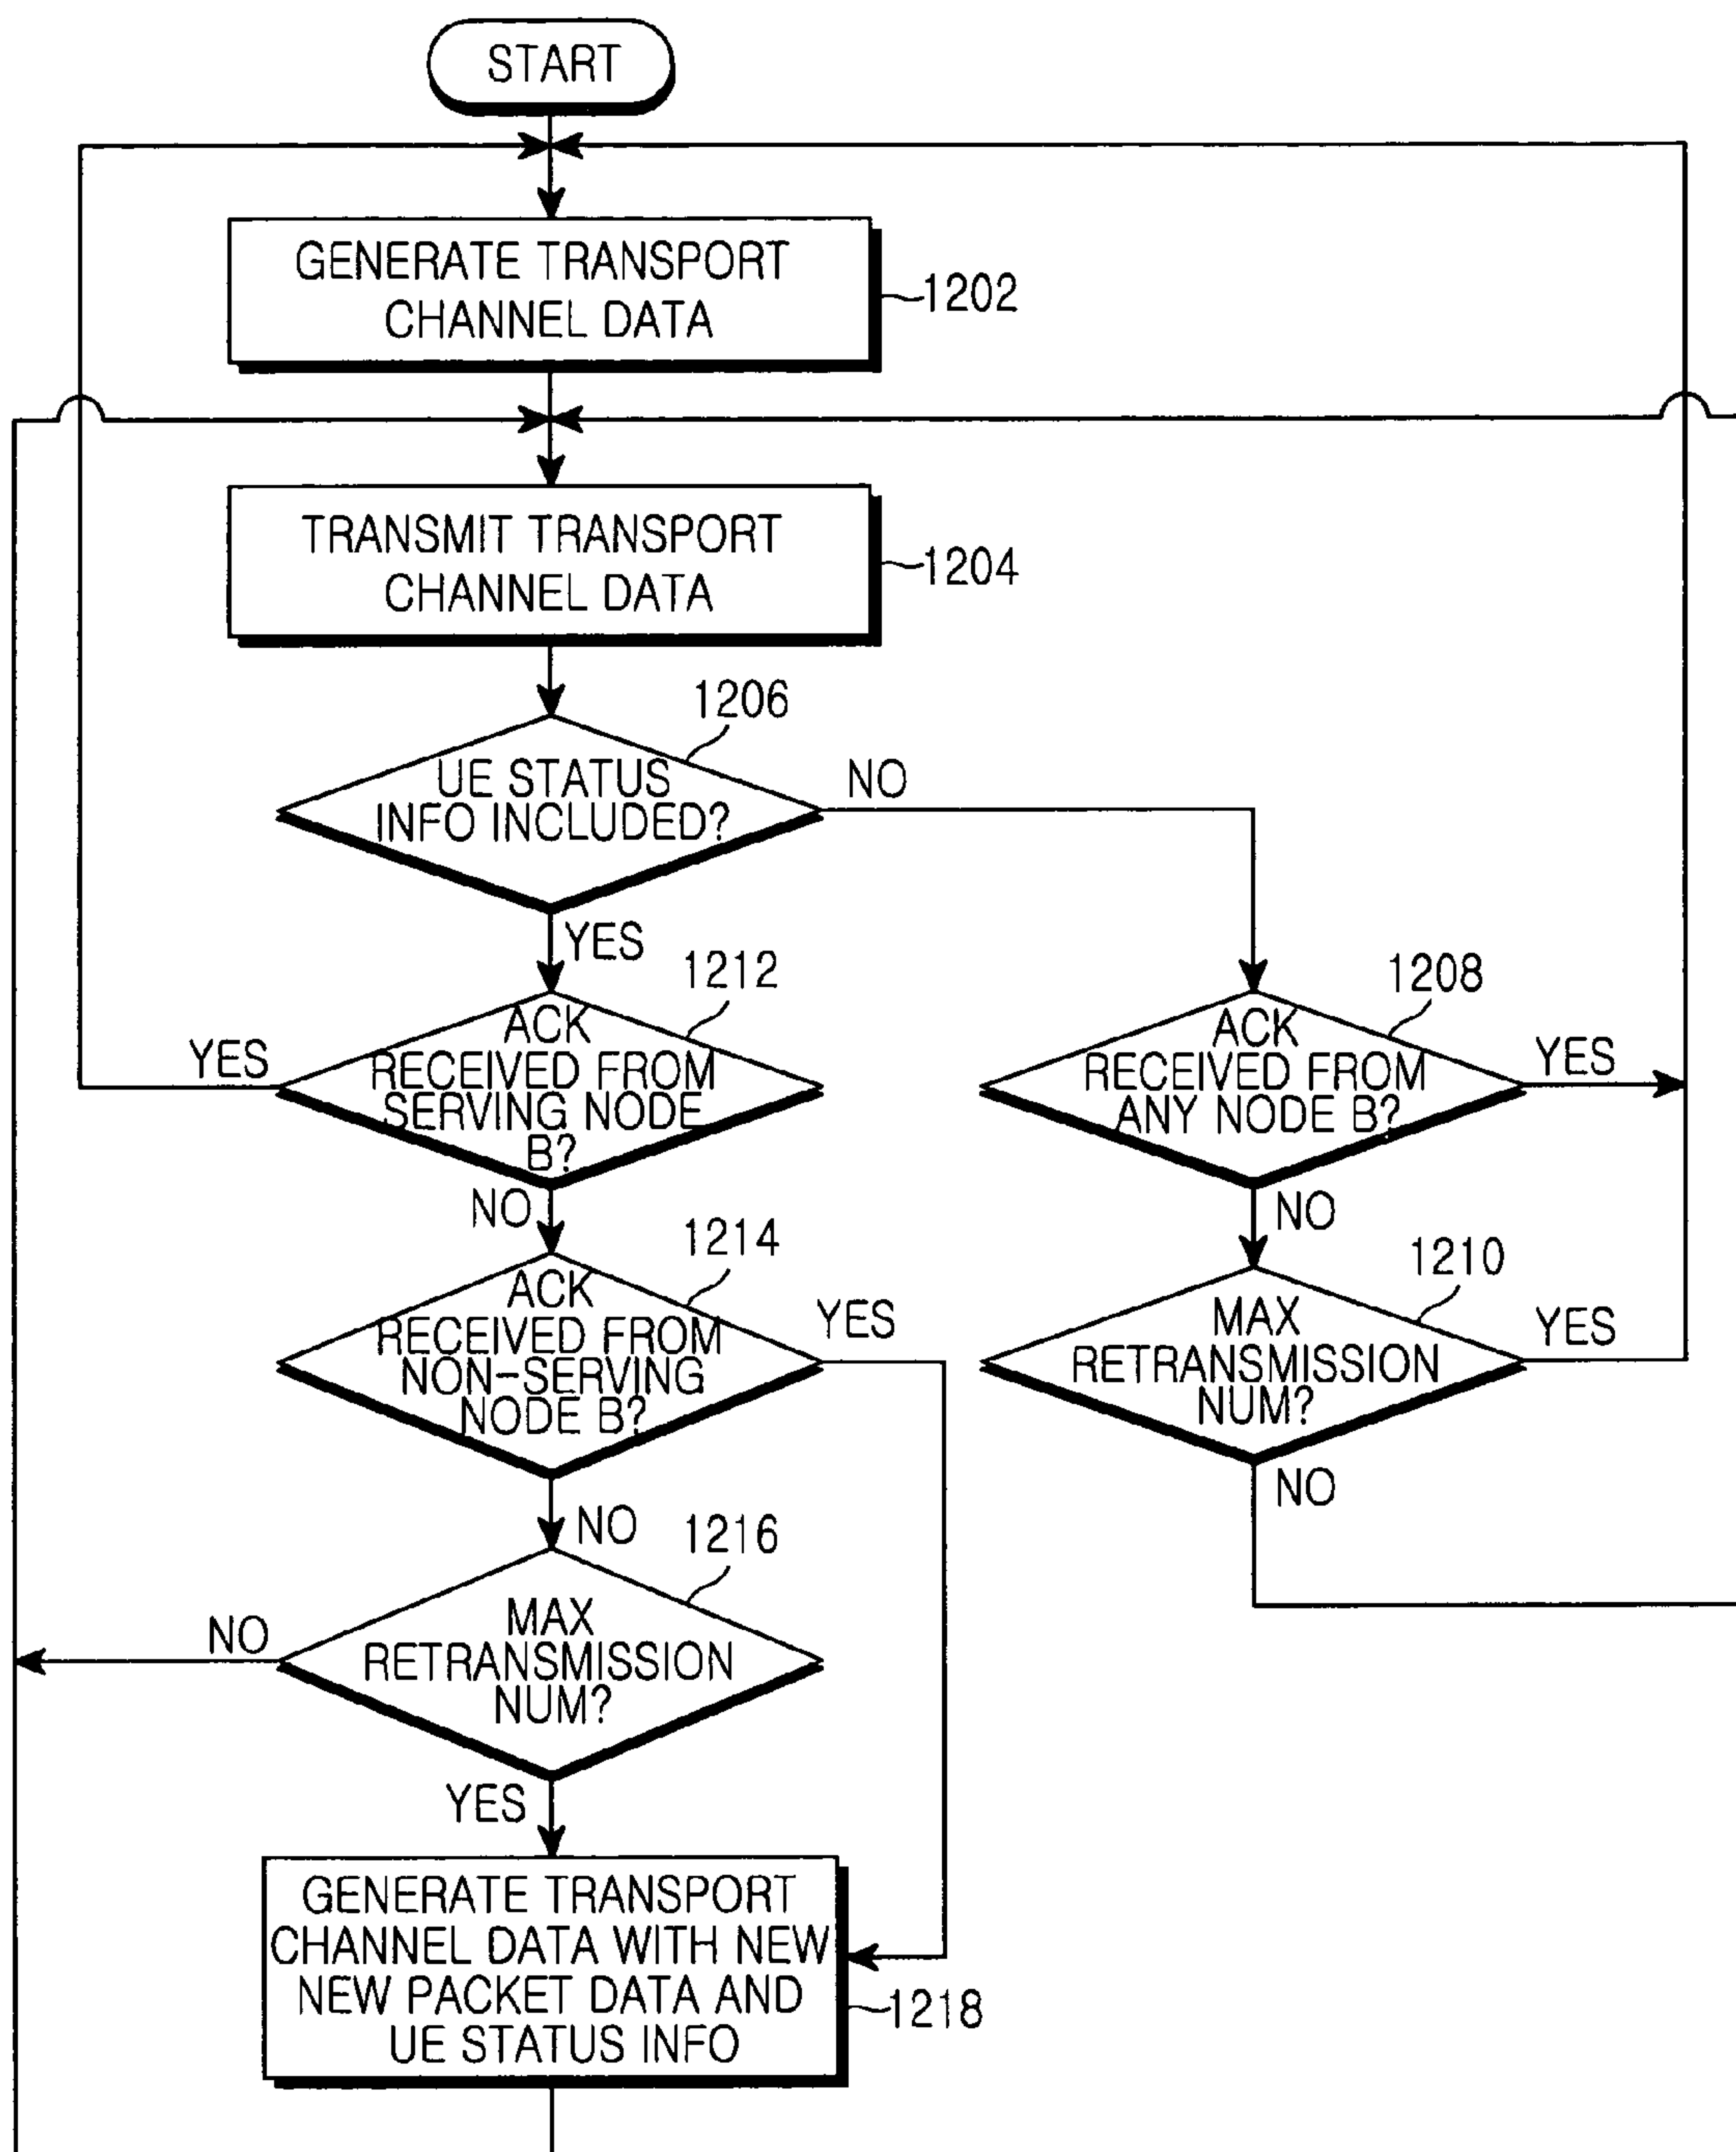 START
GENERATE TRANSPORT
CHANNEL DATA
1202
TRANSMIT TRANSPORT
CHANNEL DATA
1204
1206
UE STATUS
INFO INCLUDED?
NO
YES
1212
ACK
RECEIVED FROM
SERVING NODE
B?
YES
NO
1208
ACK
RECEIVED FROM
ANY NODE B?
YES
NO
1214
ACK
RECEIVED FROM
NON-SERVING
NODE B?
YES
NO
1210
MAX
RETRANSMISSION
NUM?
YES
NO
1216
MAX
RETRANSMISSION
NUM?
NO
YES
GENERATE TRANSPORT
CHANNEL DATA WITH NEW
NEW PACKET DATA AND
UE STATUS INFO
1218